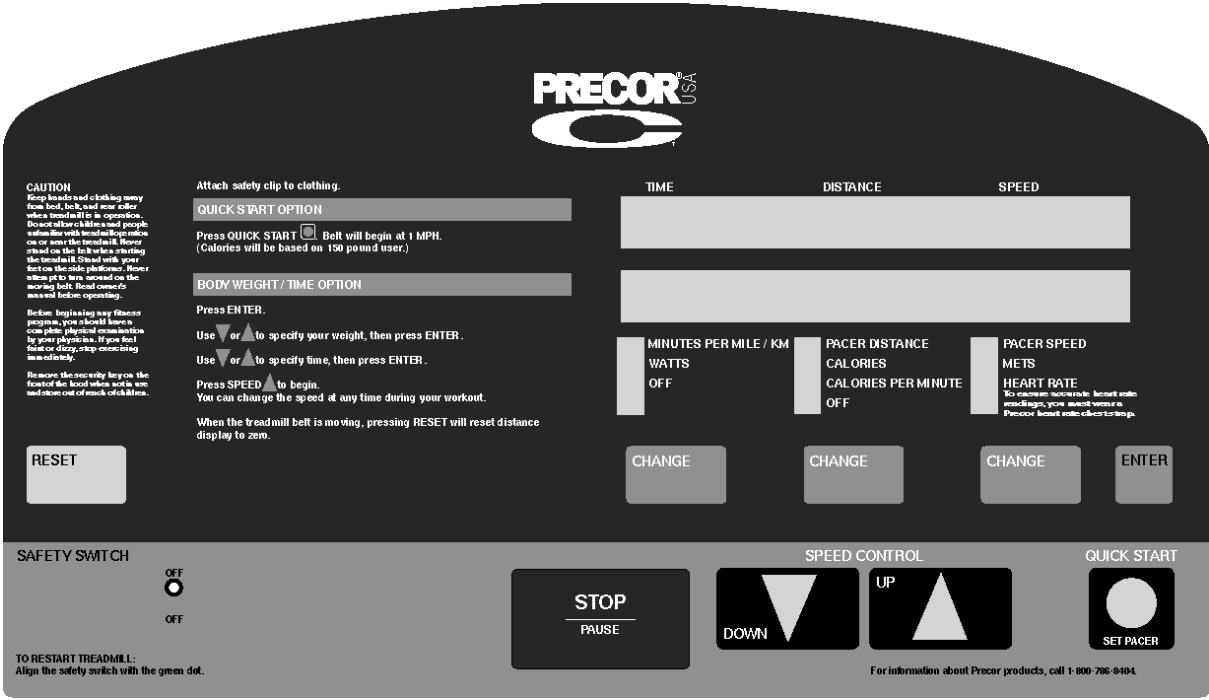 PRECOR®
USA
CAUTION
Keep hands and clothing away
from bed, belt, and rear roller
when treadmill is in operation.
Do not allow children and people
unfamiliar with treadmill operation
on or near the treadmill. Never
stand on the belt when starting
the treadmill. Stand with your
feet on the side platforms. Never
attempt to turn around on the
moving belt. Read owner's
manual before operating.
Before beginning any fitness
program, you should have a
complete physical examination
by your physician. If you feel
faint or dizzy, stop exercising
immediately.
Remove the security key on the
front of the hood when not in use
and store out of reach of children.
RESET
Attach safety clip to clothing.
QUICK START OPTION
Press QUICK START . Belt will begin at 1 MPH.
(Calories will be based on 150 pound user.)
BODY WEIGHT / TIME OPTION
Press ENTER.
Use ▼ or ▲ to specify your weight, then press ENTER.
Use ▼ or ▲ to specify time, then press ENTER.
Press SPEED ▲ to begin.
You can change the speed at any time during your workout.
When the treadmill belt is moving, pressing RESET will reset distance
display to zero.
TIME DISTANCE SPEED
MINUTES PER MILE / KM
WATTS
OFF
PACER DISTANCE
CALORIES
CALORIES PER MINUTE
OFF
PACER SPEED
METS
HEART RATE
To ensure accurate heart rate
readings, you must wear a
Precor heart rate chest strap.
CHANGE CHANGE CHANGE ENTER
SAFETY SWITCH
OFF
OFF
TO RESTART TREADMILL:
Align the safety switch with the green dot.
STOP
PAUSE
SPEED CONTROL
DOWN
UP
QUICK START
SET PACER
For information about Precor products, call 1-800-786-8404.